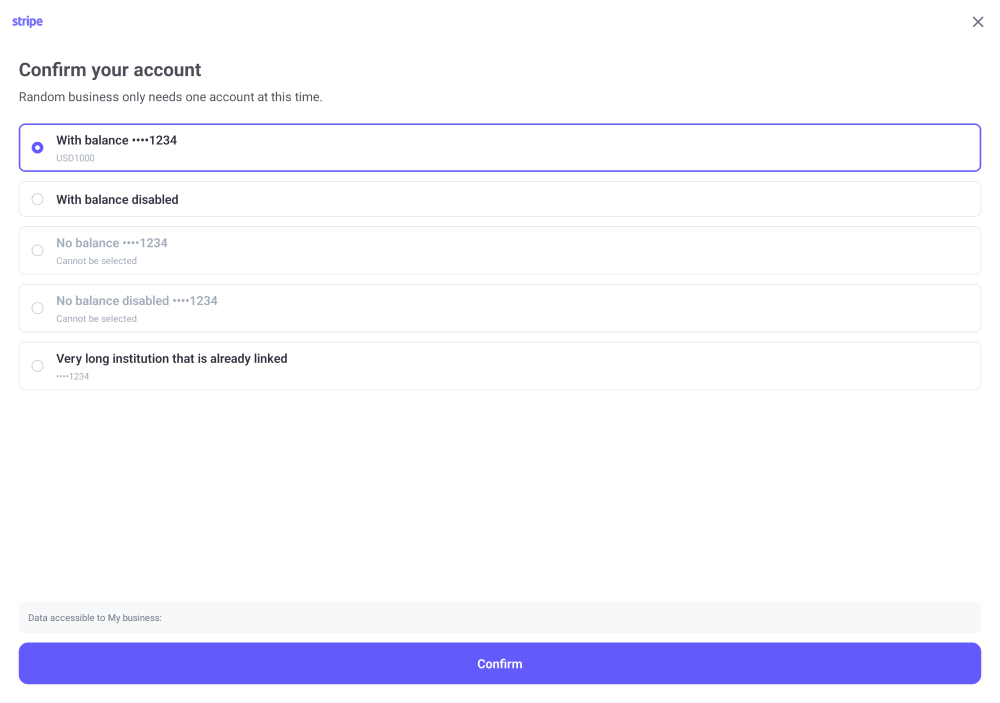 stripe
Confirm your account
Random business only needs one account at this time.
With balance ••••1234
USD1000
With balance disabled
No balance ••••1234
Cannot be selected
No balance disabled ••••1234
Cannot be selected
Very long institution that is already linked
••••1234
Data accessible to My business:
Confirm